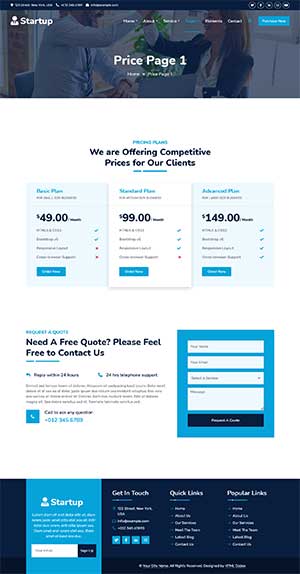 123 Street, New York, USA
+012 345 6789
info@example.com
Startup
Home
About
Service
Pages
Elements
Contact
Purchase Now
Price Page 1
Home
Price Page 1
PRICING PLANS
We are Offering Competitive
Prices for Our Clients
Basic Plan
FOR SMALL SIZE BUSINESS
$49.00 / Month
HTML5 & CSS3
Bootstrap v5
Responsive Layout
Cross-browser Support
Order Now
Standard Plan
FOR MEDIUM SIZE BUSINESS
$99.00 / Month
HTML5 & CSS3
Bootstrap v5
Responsive Layout
Cross-browser Support
Order Now
Advanced Plan
FOR LARGE SIZE BUSINESS
$149.00 / Month
HTML5 & CSS3
Bootstrap v5
Responsive Layout
Cross-browser Support
Order Now
REQUEST A QUOTE
Need A Free Quote? Please Feel
Free to Contact Us
Reply within 24 hours
24 hrs telephone support
Call to ask any question
+012 345 6789
Your Name
Your Email
Select A Service
Message
Request A Quote
Startup
Your Email
Sign Up
Get In Touch
123 Street, New York,
USA
info@example.com
+012 345 67890
Quick Links
Home
About Us
Our Services
Meet The Team
Latest Blog
Contact Us
Popular Links
Home
About Us
Our Services
Meet The Team
Latest Blog
Contact Us
© Your Site Name. All Rights Reserved. Designed by HTML Codex